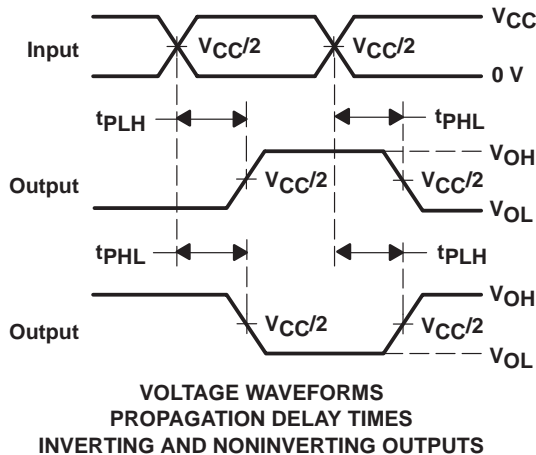 VCC
Input VCC/2 VCC/2
0 V
tPLH tPHL
VOH
Output VCC/2 VCC/2
VOL
tPHL tPLH
VOH
Output VCC/2 VCC/2
VOL
VOLTAGE WAVEFORMS
PROPAGATION DELAY TIMES
INVERTING AND NONINVERTING OUTPUTS